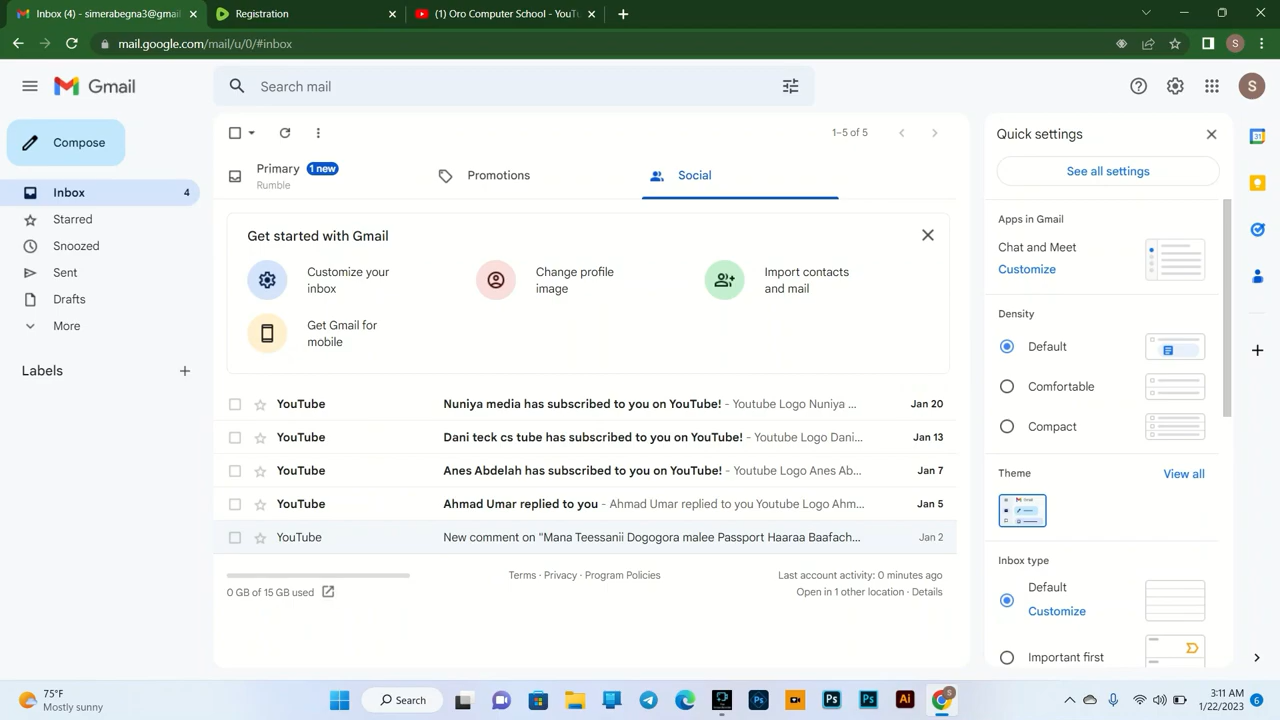 Inbox (4) - simerabegna3@gmail
Registration
(1) Oro Computer School - YouT
mail.google.com/mail/u/0/#inbox
S
Gmail
Search mail
S
Compose
1–5 of 5
Quick settings
31
Primary 1 new
Rumble
Promotions
Social
See all settings
Inbox 4
Starred
Snoozed
Sent
Drafts
More
Labels
Get started with Gmail
Customize your
inbox
Change profile
image
Import contacts
and mail
Get Gmail for
mobile
Apps in Gmail
Chat and Meet
Customize
Density
Default
Comfortable
Compact
Theme View all
Inbox type
Default
Customize
Important first
YouTube Nuniya media has subscribed to you on YouTube! - Youtube Logo Nuniya ... Jan 20
YouTube Dani teck cs tube has subscribed to you on YouTube! - Youtube Logo Dani... Jan 13
YouTube Anes Abdelah has subscribed to you on YouTube! - Youtube Logo Anes Ab... Jan 7
YouTube Ahmad Umar replied to you - Ahmad Umar replied to you Youtube Logo Ahm... Jan 5
YouTube New comment on "Mana Teessanii Dogogora malee Passport Haaraa Baafach... Jan 2
0 GB of 15 GB used
Terms · Privacy · Program Policies
Last account activity: 0 minutes ago
Open in 1 other location · Details
75°F
Mostly sunny
Search
Ps
Ps
Ps
Ai
S
3:11 AM
1/22/2023
6